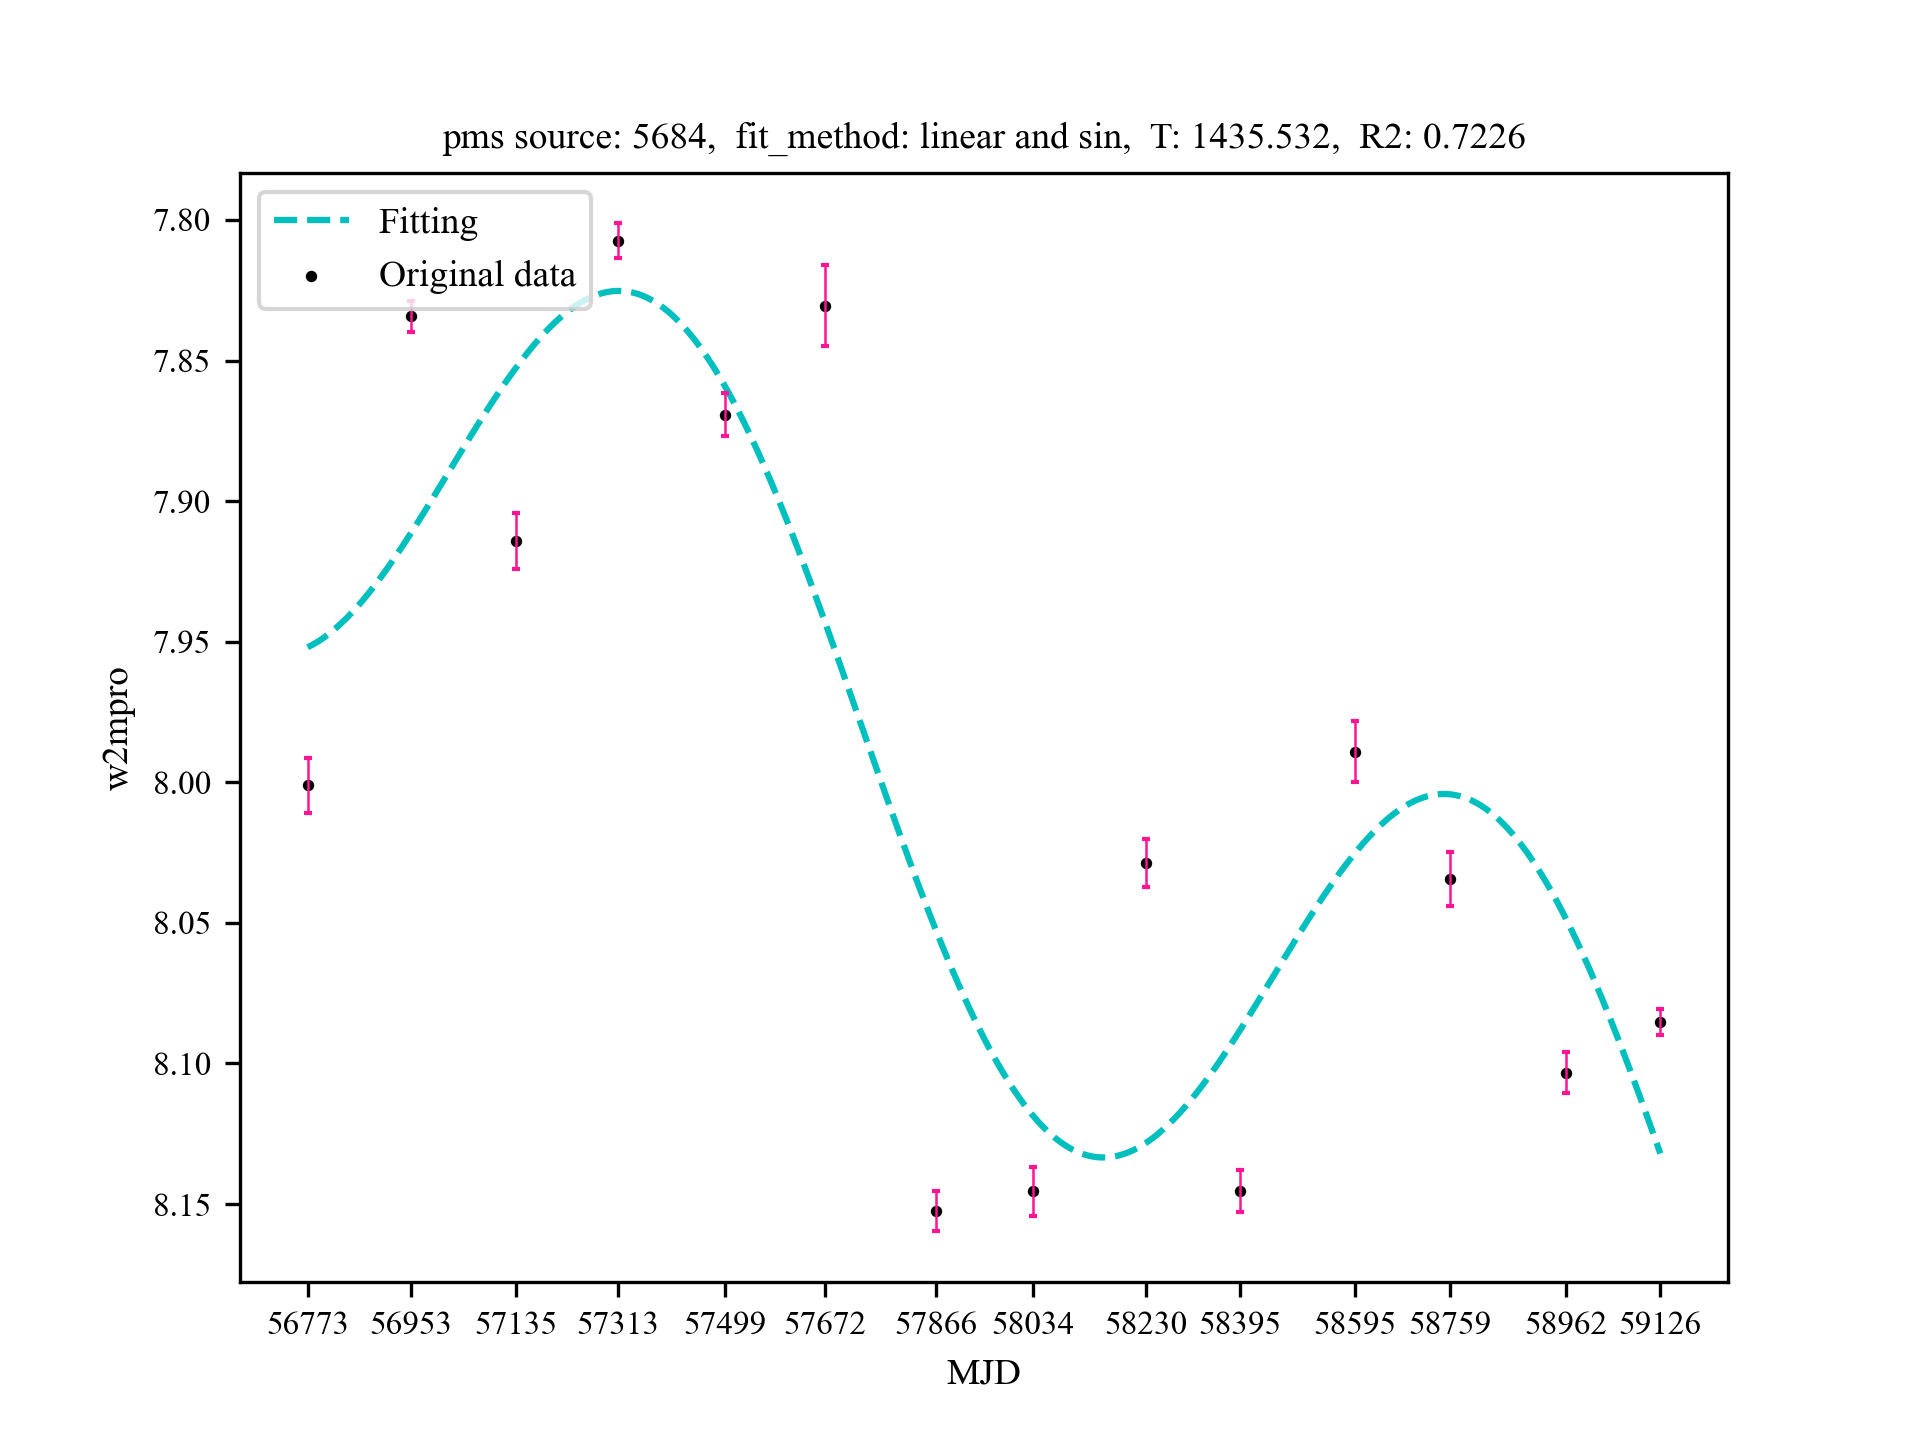 pms source: 5684,  fit_method: linear and sin,  T: 1435.532,  R2: 0.7226
Fitting
Original data
7.80
7.85
7.90
7.95
8.00
8.05
8.10
8.15
w2mpro
56773 56953 57135 57313 57499 57672 57866 58034 58230 58395 58595 58759 58962 59126
MJD